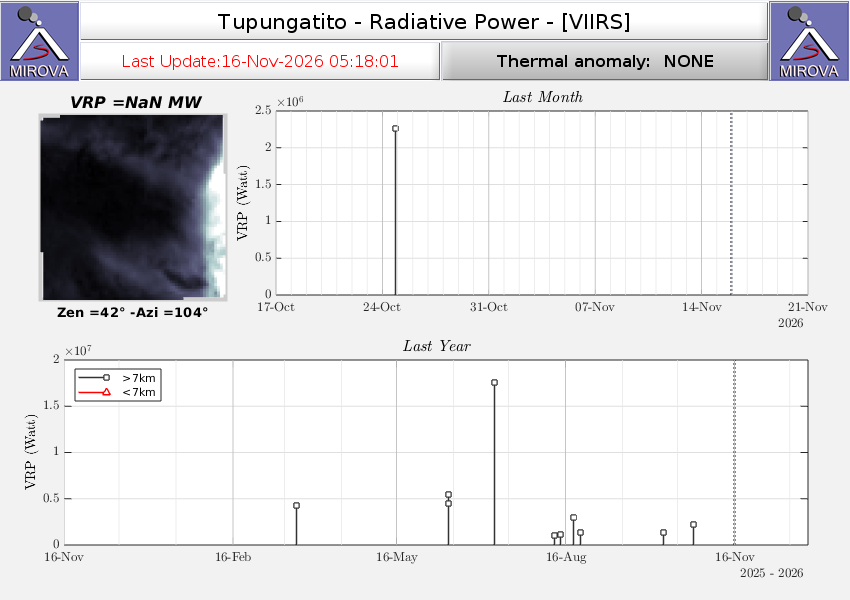 Tupungatito - Radiative Power - [VIIRS]
MIROVA
Last Update:16-Nov-2026 05:18:01
Thermal anomaly: NONE
MIROVA
VRP =NaN MW
Zen =42° -Azi =104°
Last Month
×10⁶
VRP (Watt)
2.5
2
1.5
1
0.5
0
17-Oct 24-Oct 31-Oct 07-Nov 14-Nov 21-Nov
2026
Last Year
×10⁷
VRP (Watt)
2
1.5
1
0.5
0
>7km
<7km
16-Nov 16-Feb 16-May 16-Aug 16-Nov
2025 - 2026